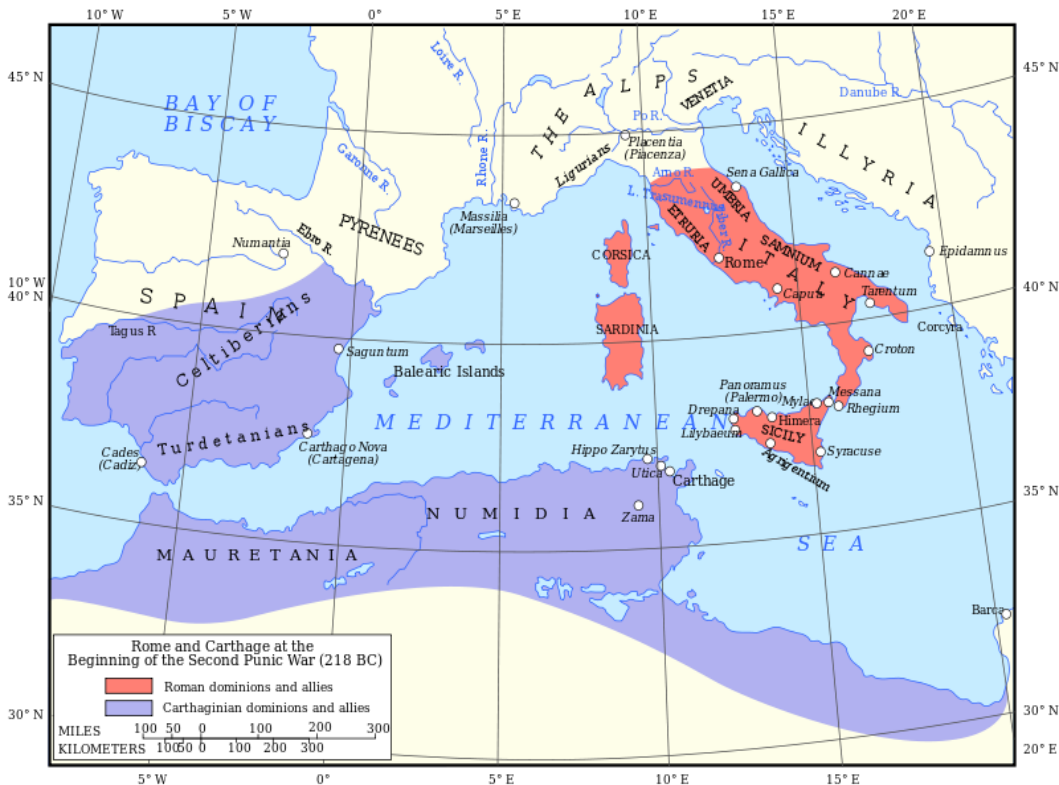 10° W
5° W
0°
5° E
10° E
15° E
20° E
45° N
45° N
BAY OF
BISCAY
Loire R.
Garonne R.
Rhone R.
THE ALPS
VENETIA
Po R.
Danube R.
ILLYRIA
Ligurians
Placentia
(Piacenza)
Massilia
(Marseilles)
PYRENEES
Numantia
Ebro R.
Arno R.
Sena Gallica
UMBRIA
L. Trasumennus
Tiber R.
ETRURIA
CORSICA
Rome
SAMNIUM
ITALY
Cannae
Capua
Tarentum
Epidamnus
40° N
40° N
40° N
SPAIN
Tagus R
Celtiberians
Saguntum
Balearic Islands
SARDINIA
Corcyra
Croton
Turdetanians
Cades
(Cadiz)
Carthago Nova
(Cartagena)
MEDITERRANEAN
Panoramus
(Palermo)
Mylae
Messana
Rhegium
Drepana
Himera
Lilybaeum
SICILY
Syracuse
Agrigentium
Hippo Zarytus
Utica
Carthage
35° N
35° N
NUMIDIA
Zama
MAURETANIA
SEA
Barca
Rome and Carthage at the
Beginning of the Second Punic War (218 BC)
Roman dominions and allies
Carthaginian dominions and allies
MILES
100 50 0 100 200 300
KILOMETERS
100 50 0 100 200 300
30° N
30° N
20° E
5° W
0°
5° E
10° E
15° E